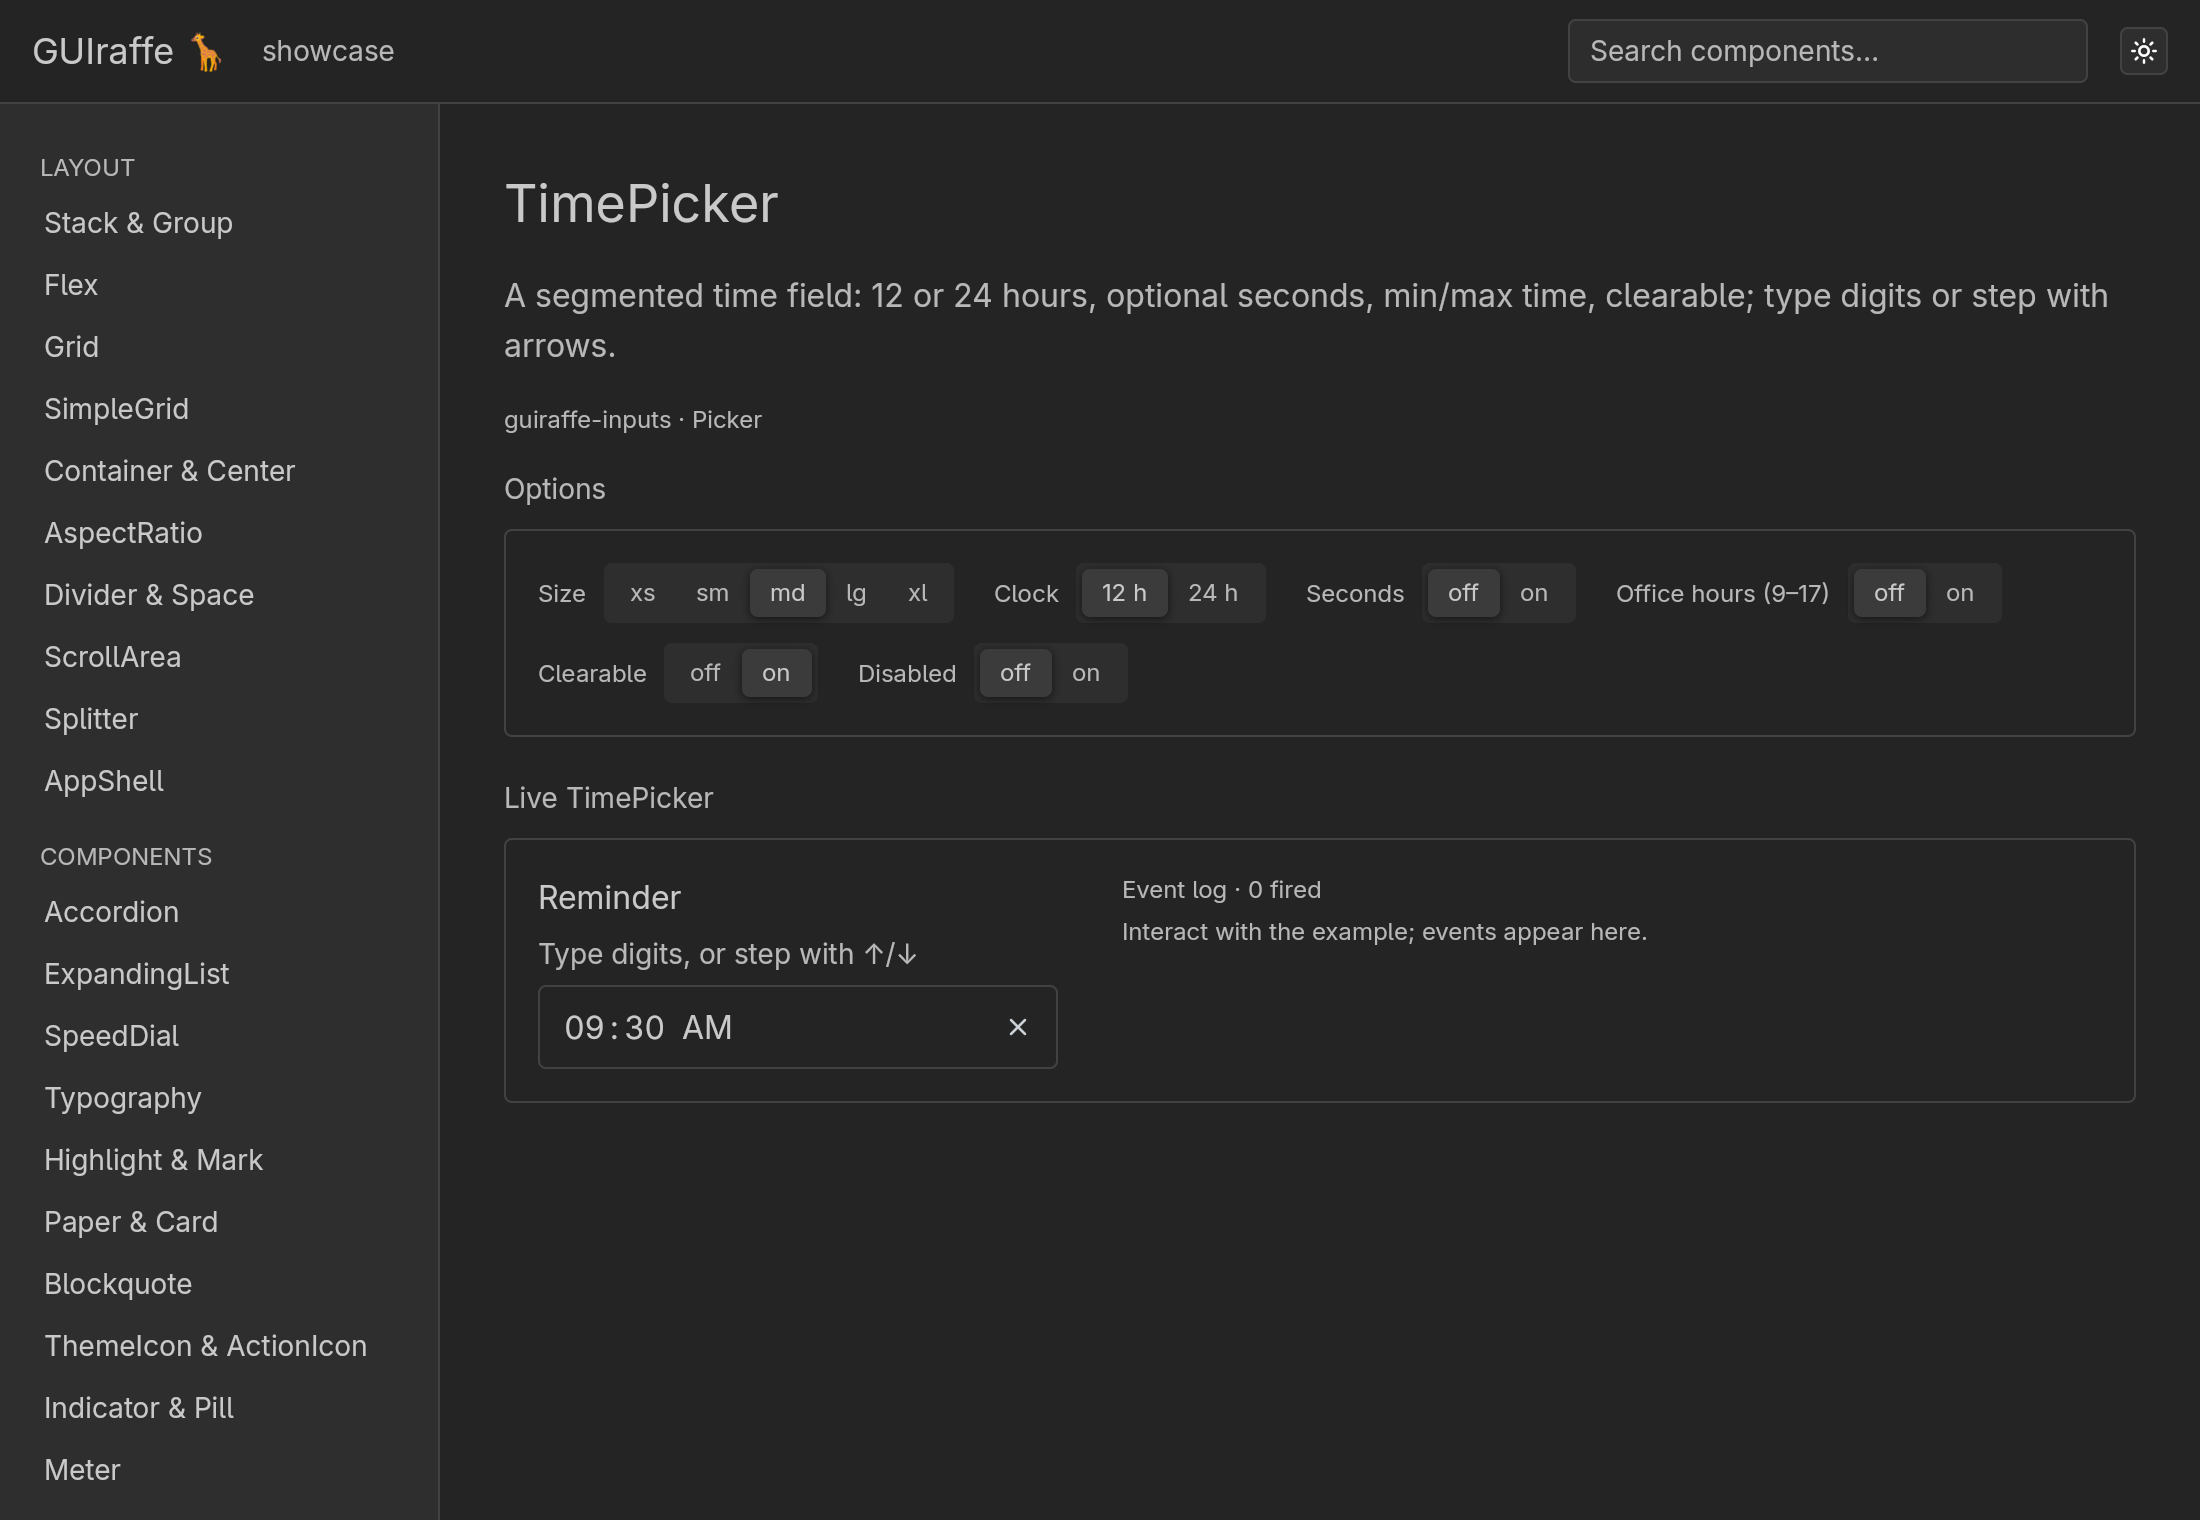 GUIraffe 🦒 showcase
Search components...
LAYOUT
Stack & Group
Flex
Grid
SimpleGrid
Container & Center
AspectRatio
Divider & Space
ScrollArea
Splitter
AppShell
COMPONENTS
Accordion
ExpandingList
SpeedDial
Typography
Highlight & Mark
Paper & Card
Blockquote
ThemeIcon & ActionIcon
Indicator & Pill
Meter
TimePicker
A segmented time field: 12 or 24 hours, optional seconds, min/max time, clearable; type digits or step with
arrows.
guiraffe-inputs · Picker
Options
Size xs sm md lg xl Clock 12 h 24 h Seconds off on Office hours (9–17) off on
Clearable off on Disabled off on
Live TimePicker
Reminder
Type digits, or step with ↑/↓
09:30 AM ×
Event log · 0 fired
Interact with the example; events appear here.